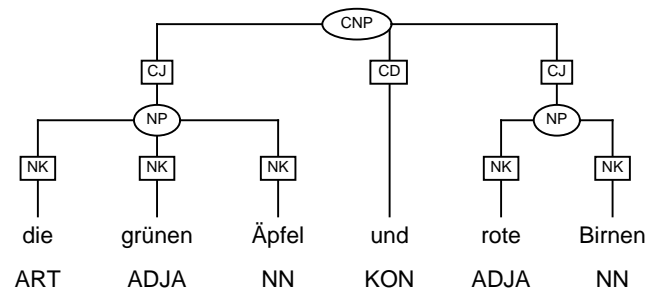 CNP
CJ CD CJ
NP NP
NK NK NK NK NK
die grünen Äpfel und rote Birnen
ART ADJA NN KON ADJA NN